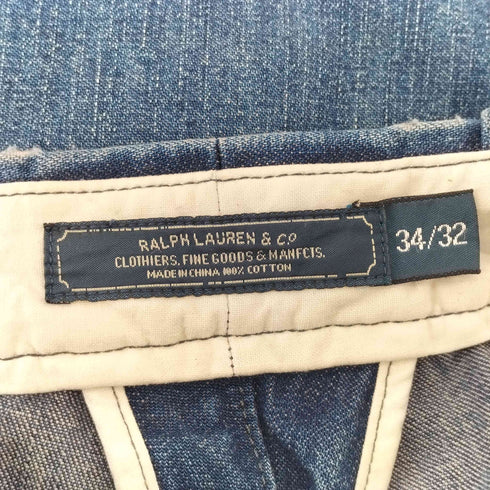 RALPH LAUREN & Co
CLOTHIERS. FINE GOODS & MANFCTS.
MADE IN CHINA 100% COTTON
34/32